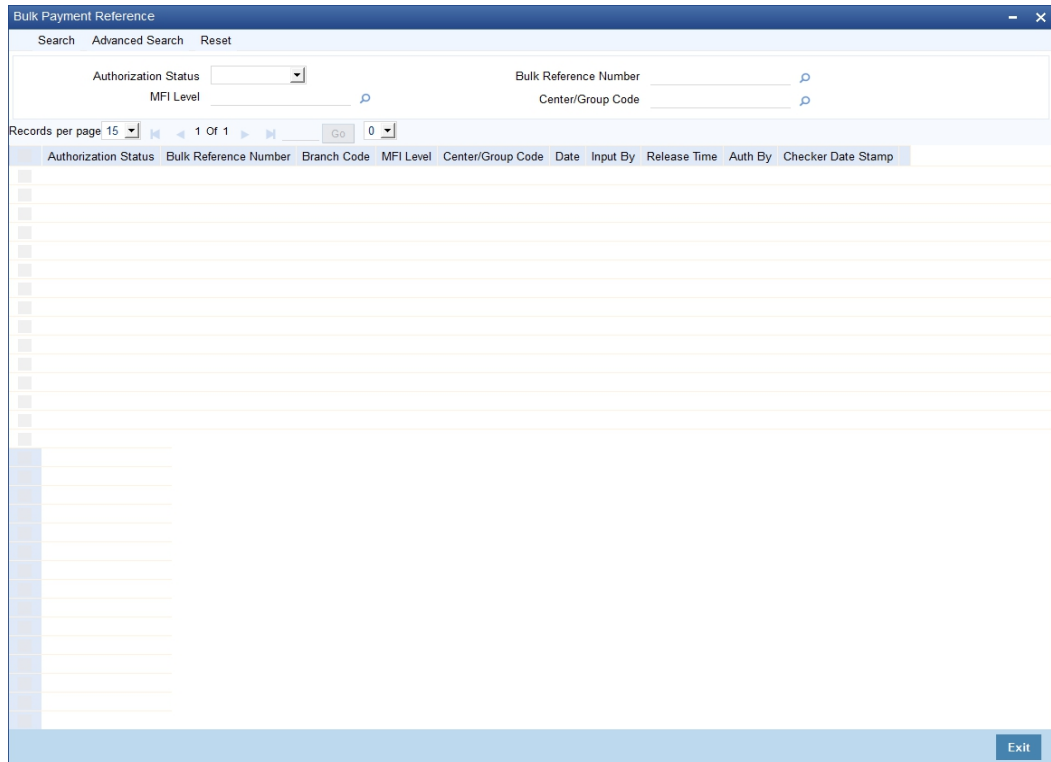 Bulk Payment Reference
Search Advanced Search Reset
Authorization Status
Bulk Reference Number
MFI Level
Center/Group Code
Records per page 15 1 Of 1 Go 0
Authorization Status Bulk Reference Number Branch Code MFI Level Center/Group Code Date Input By Release Time Auth By Checker Date Stamp
Exit